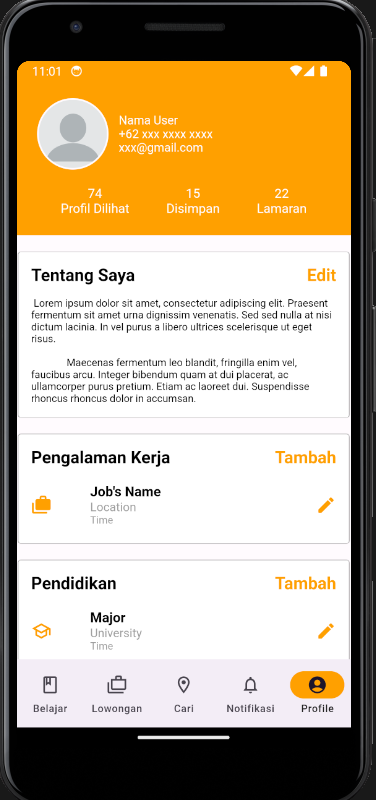 11:01
Nama User
+62 xxx xxxx xxxx
xxx@gmail.com
74 15 22
Profil Dilihat Disimpan Lamaran
Tentang Saya Edit
Lorem ipsum dolor sit amet, consectetur adipiscing elit. Praesent
fermentum sit amet urna dignissim venenatis. Sed sed nulla at nisi
dictum lacinia. In vel purus a libero ultrices scelerisque ut eget
risus.
Maecenas fermentum leo blandit, fringilla enim vel,
faucibus arcu. Integer bibendum quam at dui placerat, ac
ullamcorper purus pretium. Etiam ac laoreet dui. Suspendisse
rhoncus rhoncus dolor in accumsan.
Pengalaman Kerja Tambah
Job's Name
Location
Time
Pendidikan Tambah
Major
University
Time
Belajar Lowongan Cari Notifikasi Profile